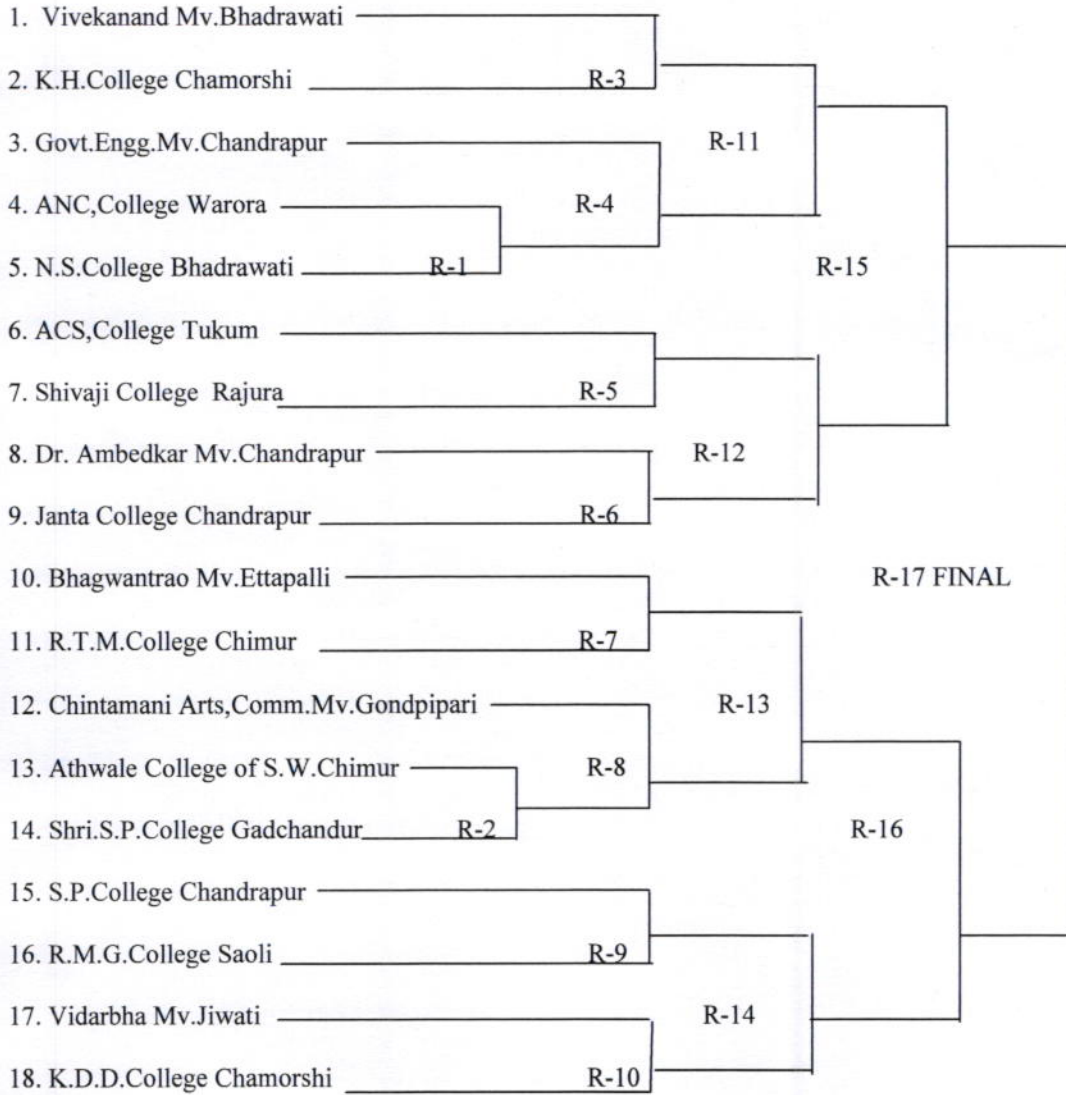 1. Vivekanand Mv.Bhadrawati
2. K.H.College Chamorshi R-3
3. Govt.Engg.Mv.Chandrapur R-11
4. ANC,College Warora R-4
5. N.S.College Bhadrawati R-1 R-15
6. ACS,College Tukum
7. Shivaji College Rajura R-5
8. Dr. Ambedkar Mv.Chandrapur R-12
9. Janta College Chandrapur R-6
10. Bhagwantrao Mv.Ettapalli R-17 FINAL
11. R.T.M.College Chimur R-7
12. Chintamani Arts,Comm.Mv.Gondpipari R-13
13. Athwale College of S.W.Chimur R-8
14. Shri.S.P.College Gadchandur R-2 R-16
15. S.P.College Chandrapur
16. R.M.G.College Saoli R-9
17. Vidarbha Mv.Jiwati R-14
18. K.D.D.College Chamorshi R-10